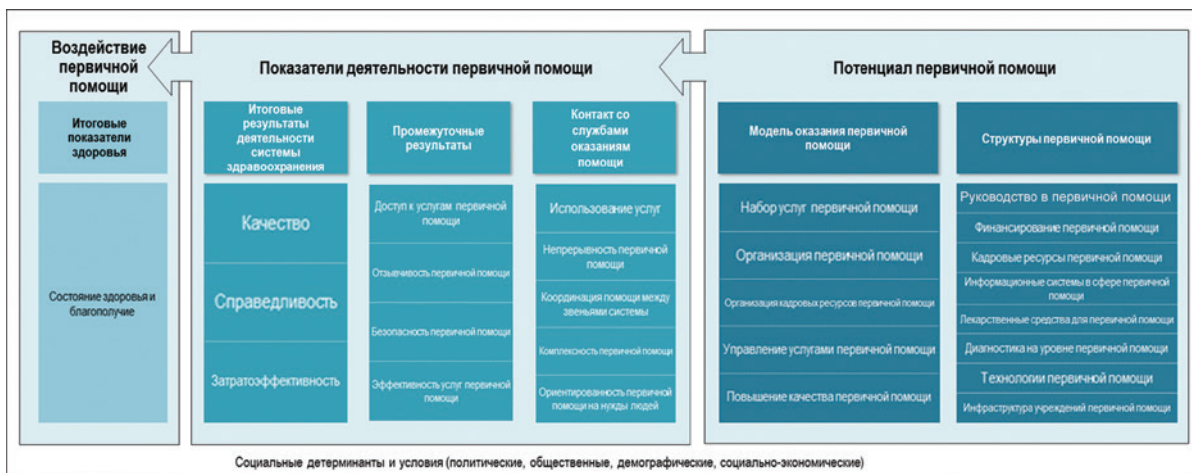 Воздействие
первичной
помощи
Итоговые
показатели
здоровья
Состояние здоровья и
благополучие
Показатели деятельности первичной помощи
Итоговые
результаты
деятельности
системы
здравоохранения
Качество
Справедливость
Затратоэффективность
Промежуточные
результаты
Доступ к услугам первичной
помощи
Отзывчивость первичной помощи
Безопасность первичной помощи
Эффективность услуг первичной
помощи
Контакт со
службами
оказаниям
помощи
Использование услуг
Непрерывность первичной
помощи
Координация помощи между
звеньями системы
Комплексность первичной помощи
Ориентированность первичной
помощи на нужды людей
Потенциал первичной помощи
Модель оказания первичной
помощи
Набор услуг первичной помощи
Организация первичной помощи
Организация кадровых ресурсов первичной помощи
Управление услугами первичной помощи
Повышение качества первичной помощи
Структуры первичной помощи
Руководство в первичной помощи
Финансирование первичной помощи
Кадровые ресурсы первичной помощи
Информационные системы в сфере первичной
помощи
Лекарственные средства для первичной помощи
Диагностика на уровне первичной помощи
Технологии первичной помощи
Инфраструктура учреждений первичной помощи
Социальные детерминанты и условия (политические, общественные, демографические, социально-экономические)